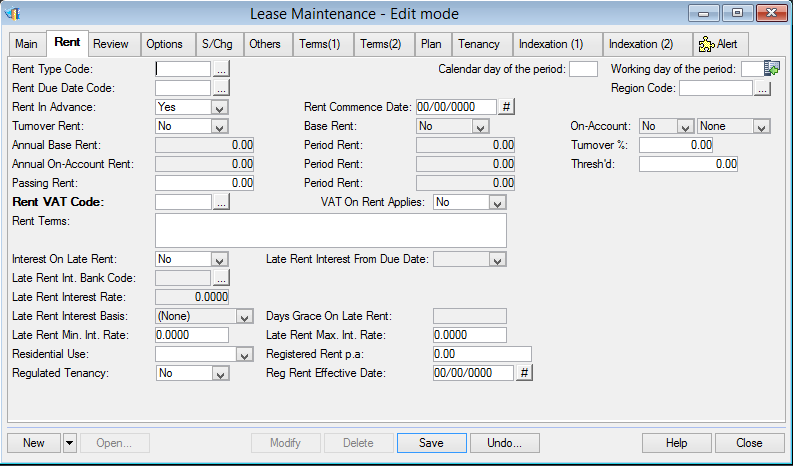 Lease Maintenance - Edit mode
Main Rent Review Options S/Chg Others Terms(1) Terms(2) Plan Tenancy Indexation (1) Indexation (2) Alert
Rent Type Code: ... Calendar day of the period: Working day of the period:
Rent Due Date Code: ... Region Code: ...
Rent In Advance: Yes Rent Commence Date: 00/00/0000 #
Turnover Rent: No Base Rent: No On-Account: No None
Annual Base Rent: 0.00 Period Rent: 0.00 Turnover %: 0.00
Annual On-Account Rent: 0.00 Period Rent: 0.00 Thresh'd: 0.00
Passing Rent: 0.00 Period Rent: 0.00
Rent VAT Code: ... VAT On Rent Applies: No
Rent Terms:
Interest On Late Rent: No Late Rent Interest From Due Date:
Late Rent Int. Bank Code: ...
Late Rent Interest Rate: 0.0000
Late Rent Interest Basis: (None) Days Grace On Late Rent:
Late Rent Min. Int. Rate: 0.0000 Late Rent Max. Int. Rate: 0.0000
Residential Use: Registered Rent p.a: 0.00
Regulated Tenancy: No Reg Rent Effective Date: 00/00/0000 #
New Open... Modify Delete Save Undo... Help Close